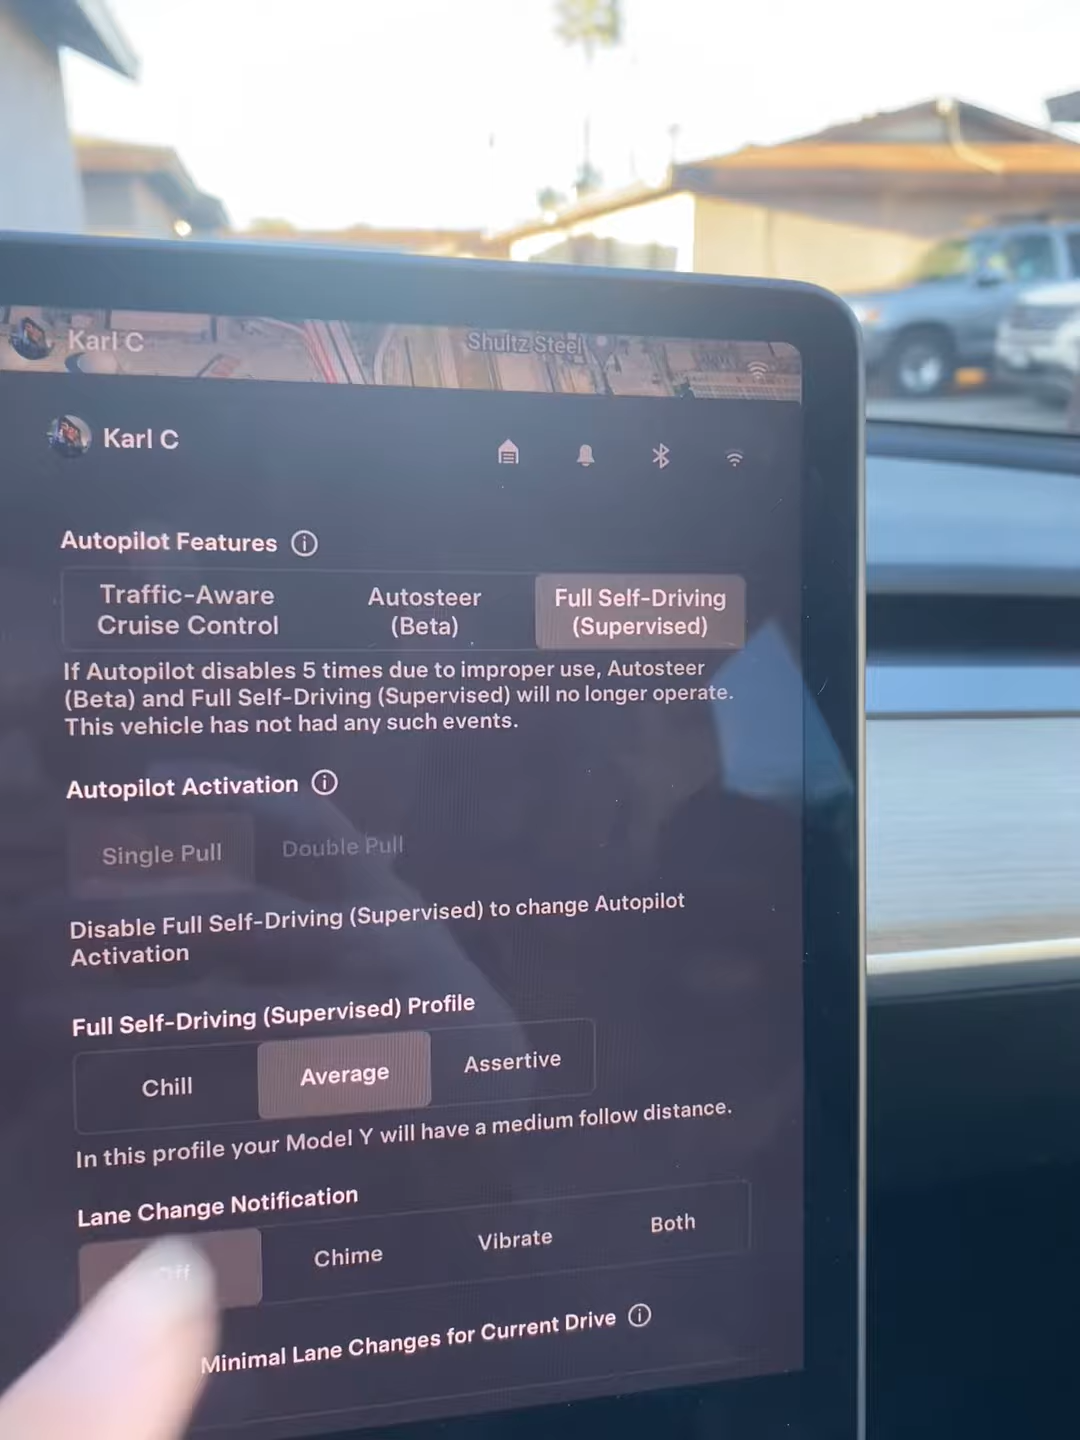 Karl C
Shultz Steel
Karl C
Autopilot Features
Traffic-Aware
Cruise Control
Autosteer
(Beta)
Full Self-Driving
(Supervised)
If Autopilot disables 5 times due to improper use, Autosteer
(Beta) and Full Self-Driving (Supervised) will no longer operate.
This vehicle has not had any such events.
Autopilot Activation
Single Pull
Double Pull
Disable Full Self-Driving (Supervised) to change Autopilot
Activation
Full Self-Driving (Supervised) Profile
Chill
Average
Assertive
In this profile your Model Y will have a medium follow distance.
Lane Change Notification
Off
Chime
Vibrate
Both
Minimal Lane Changes for Current Drive